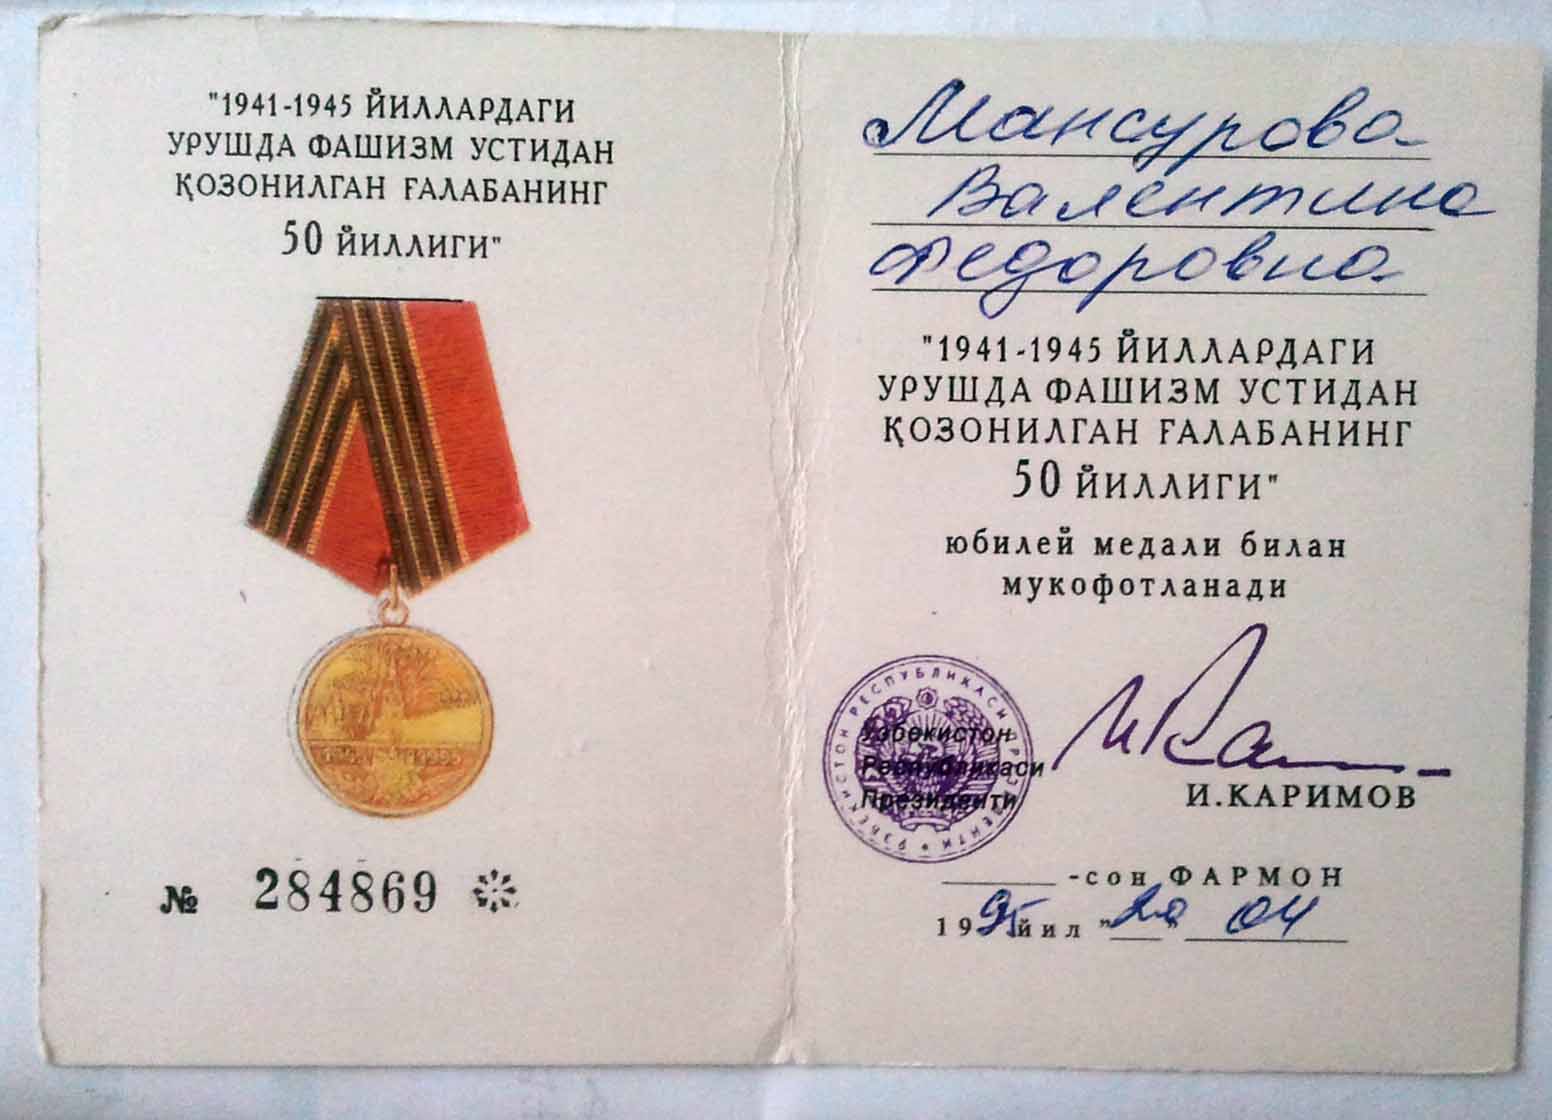 "1941-1945 ЙИЛЛАРДАГИ
УРУШДА ФАШИЗМ УСТИДАН
ҚОЗОНИЛГАН ҒАЛАБАНИНГ
50 ЙИЛЛИГИ"
№ 284869
Мансурова
Валентина
Федоровна
"1941-1945 ЙИЛЛАРДАГИ
УРУШДА ФАШИЗМ УСТИДАН
ҚОЗОНИЛГАН ҒАЛАБАНИНГ
50 ЙИЛЛИГИ"
юбилей медали билан
мукофотланади
Ўзбекистон
Республикаси
Президенти
И.КАРИМОВ
-сон ФАРМОН
1995 йил "20" 04